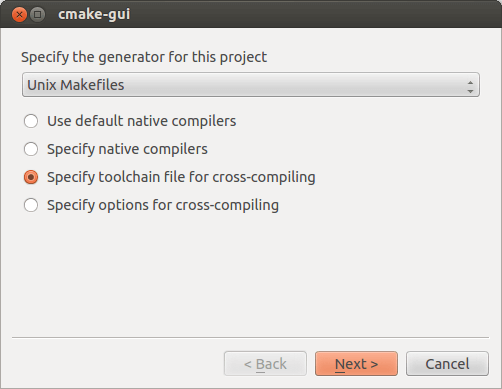 cmake-gui
Specify the generator for this project
Unix Makefiles
Use default native compilers
Specify native compilers
Specify toolchain file for cross-compiling
Specify options for cross-compiling
< Back Next > Cancel